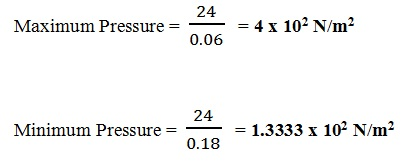 Maximum Pressure = 24/0.06 = 4 x 10² N/m²
Minimum Pressure = 24/0.18 = 1.3333 x 10² N/m²